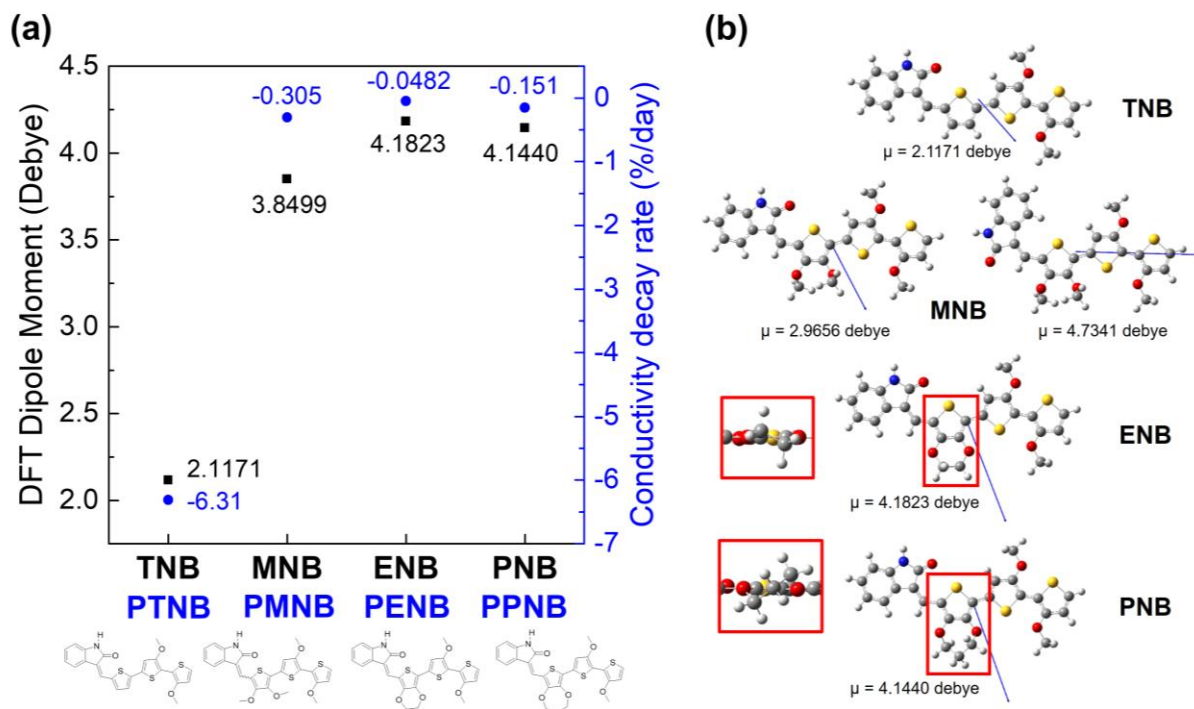 (a)
DFT Dipole Moment (Debye)
4.5
4.0
3.5
3.0
2.5
2.0
-0.305
-0.0482
-0.151
3.8499
4.1823
4.1440
2.1171
-6.31
0
-1
-2
-3
-4
-5
-6
-7
Conductivity decay rate (%/day)
TNB MNB ENB PNB
PTNB PMNB PENB PPNB
H
N
O
S
S
S
O
O
H
N
O
S
S
S
O
O
O
O
H
N
O
S
S
S
O
O
O
O
H
N
O
S
S
S
O
O
O
O
(b)
TNB
μ = 2.1171 debye
MNB
μ = 2.9656 debye
μ = 4.7341 debye
ENB
μ = 4.1823 debye
PNB
μ = 4.1440 debye